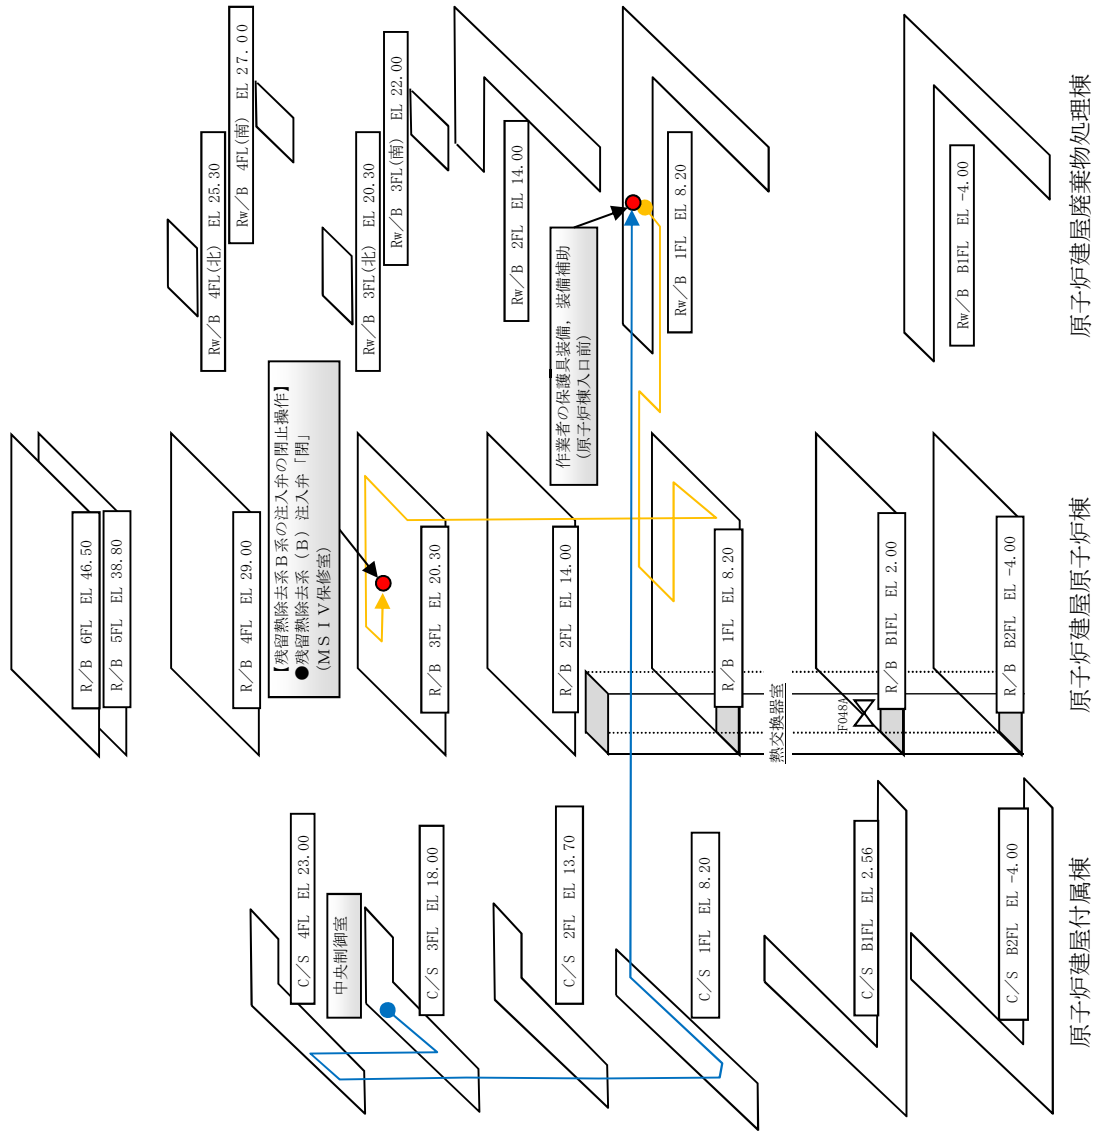 原子炉建屋付属棟
C/S 4FL EL 23.00
中央制御室
C/S 3FL EL 18.00
C/S 2FL EL 13.70
C/S 1FL EL 8.20
C/S B1FL EL 2.56
C/S B2FL EL -4.00
原子炉建屋原子炉棟
R/B 6FL EL 46.50
R/B 5FL EL 38.80
R/B 4FL EL 29.00
【残留熱除去系B系の注入弁の閉止操作】
●残留熱除去系(B)注入弁「閉」
(MSIV保修室)
R/B 3FL EL 20.30
R/B 2FL EL 14.00
R/B 1FL EL 8.20
熱交換器室
F048A
R/B B1FL EL 2.00
R/B B2FL EL -4.00
原子炉建屋廃棄物処理棟
Rw/B 4FL(北) EL 25.30
Rw/B 4FL(南) EL 27.00
Rw/B 3FL(北) EL 20.30
Rw/B 3FL(南) EL 22.00
Rw/B 2FL EL 14.00
作業者の保護具装備,装備補助
(原子炉棟入口前)
Rw/B 1FL EL 8.20
Rw/B B1FL EL -4.00